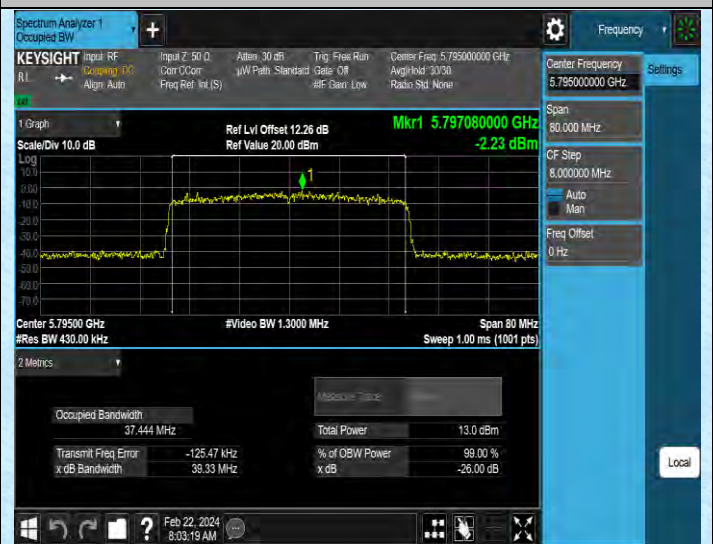 Spectrum Analyzer 1
Occupied BW
Frequency
KEYSIGHT Input: RF
Coupling: DC
Align: Auto
Input Z: 50 Ω
Corr CCorr
Freq Ref: Int (S)
Atten: 30 dB
µW Path: Standard
Trig: Free Run
Gate: Off
#IF Gain: Low
Center Freq: 5.795000000 GHz
Avg|Hold: 30/30
Radio Std: None
RL
1 Graph
Scale/Div 10.0 dB
Ref Lvl Offset 12.26 dB
Ref Value 20.00 dBm
Mkr1 5.797080000 GHz
-2.23 dBm
Log
10.0
0.00
-10.0
-20.0
-30.0
-40.0
-50.0
-60.0
-70.0
1
Center 5.79500 GHz
#Video BW 1.3000 MHz
Span 80 MHz
#Res BW 430.00 kHz
Sweep 1.00 ms (1001 pts)
2 Metrics
Measure Trace
Occupied Bandwidth
37.444 MHz
Total Power 13.0 dBm
Transmit Freq Error -125.47 kHz
% of OBW Power 99.00 %
x dB Bandwidth 39.33 MHz
x dB -26.00 dB
Center Frequency
5.795000000 GHz
Settings
Span
80.000 MHz
CF Step
8.000000 MHz
Auto
Man
Freq Offset
0 Hz
Local
Feb 22, 2024
8:03:19 AM